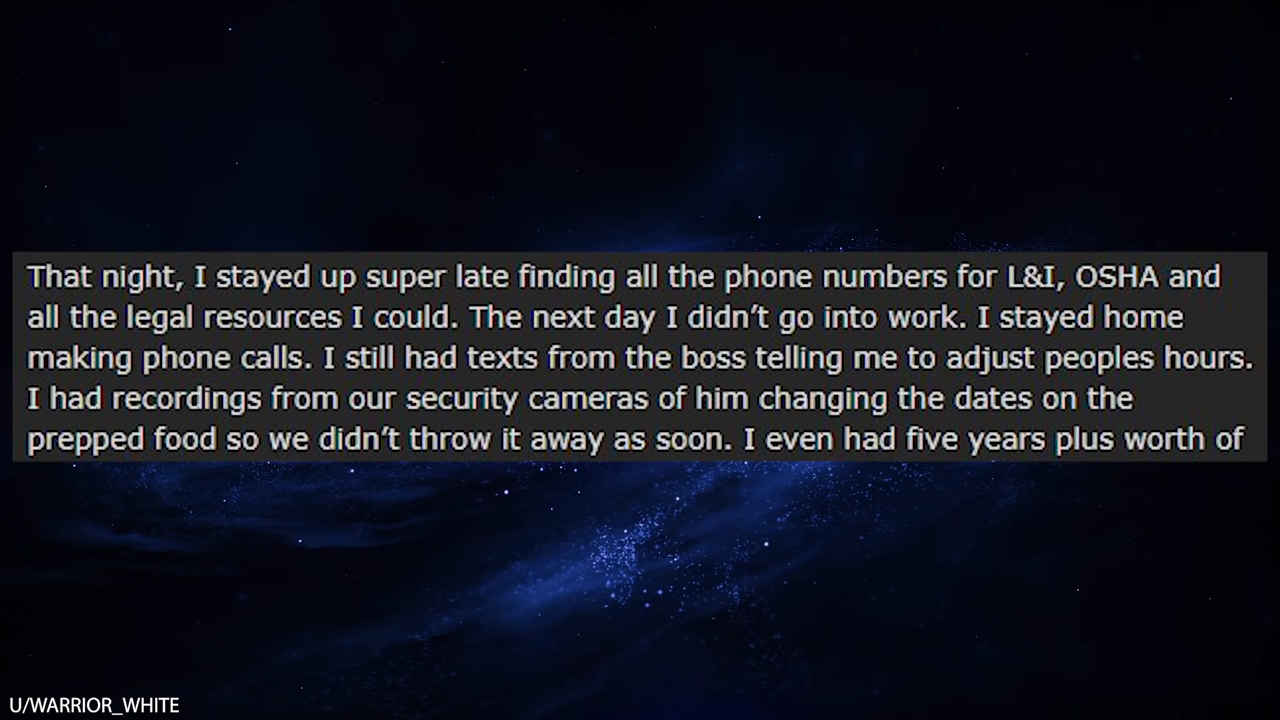 That night, I stayed up super late finding all the phone numbers for L&I, OSHA and
all the legal resources I could. The next day I didn’t go into work. I stayed home
making phone calls. I still had texts from the boss telling me to adjust peoples hours.
I had recordings from our security cameras of him changing the dates on the
prepped food so we didn’t throw it away as soon. I even had five years plus worth of
U/WARRIOR_WHITE